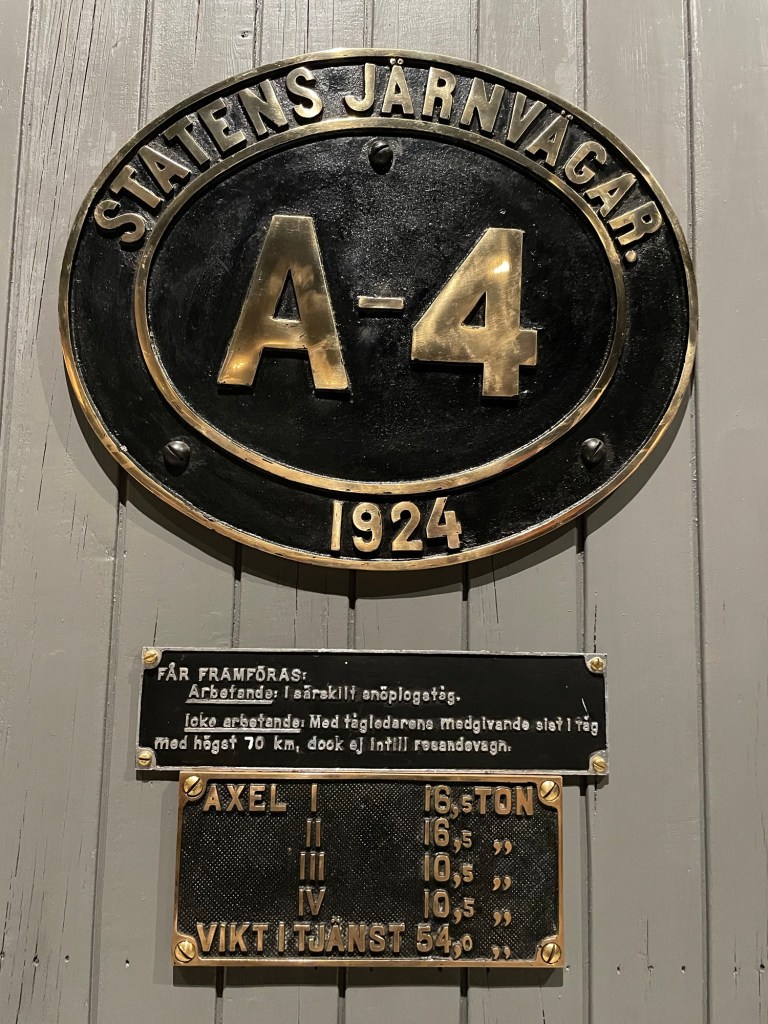 STATENS JÄRNVÄGAR.
A-4
1924
FÅR FRAMFÖRAS:
Arbetande: I särskilt snöplogståg.
Icke arbetande: Med tågledarens medgivande sist i tåg
med högst 70 km, dock ej intill resandevagn.
AXEL I 16,5 TON
II 16,5 „
III 10,5 „
IV 10,5 „
VIKT I TJÄNST 54,0 „